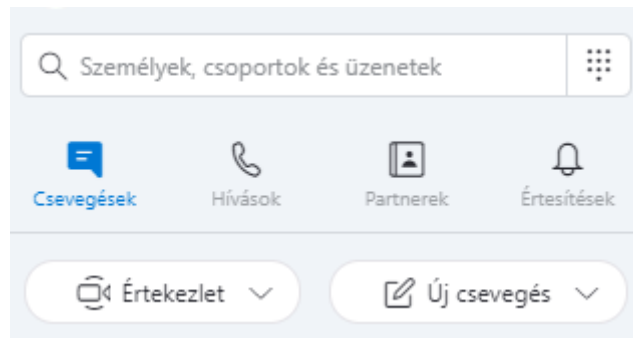 Személyek, csoportok és üzenetek
Csevegések Hívások Partnerek Értesítések
Értekezlet Új csevegés